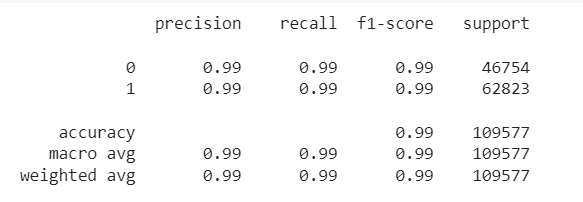 precision recall f1-score support
0 0.99 0.99 0.99 46754
1 0.99 0.99 0.99 62823
accuracy 0.99 109577
macro avg 0.99 0.99 0.99 109577
weighted avg 0.99 0.99 0.99 109577